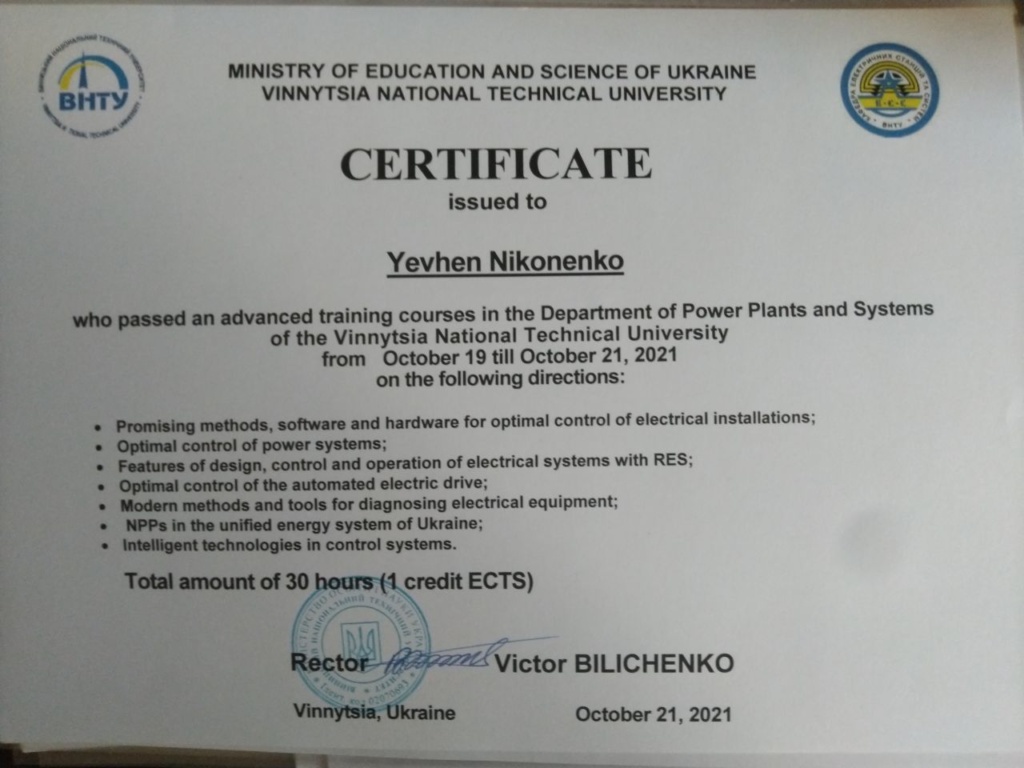 ВНТУ
MINISTRY OF EDUCATION AND SCIENCE OF UKRAINE
VINNYTSIA NATIONAL TECHNICAL UNIVERSITY
КАФЕДРА ЕЛЕКТРИЧНИХ СТАНЦІЙ ТА СИСТЕМ
ВНТУ
CERTIFICATE
issued to
Yevhen Nikonenko
who passed an advanced training courses in the Department of Power Plants and Systems
of the Vinnytsia National Technical University
from October 19 till October 21, 2021
on the following directions:
• Promising methods, software and hardware for optimal control of electrical installations;
• Optimal control of power systems;
• Features of design, control and operation of electrical systems with RES;
• Optimal control of the automated electric drive;
• Modern methods and tools for diagnosing electrical equipment;
• NPPs in the unified energy system of Ukraine;
• Intelligent technologies in control systems.
Total amount of 30 hours (1 credit ECTS)
Rector Victor BILICHENKO
Vinnytsia, Ukraine October 21, 2021